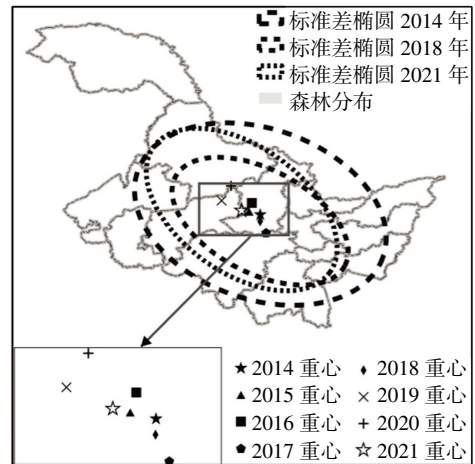 标准差椭圆 2014 年
标准差椭圆 2018 年
标准差椭圆 2021 年
森林分布
2014 重心
2018 重心
2015 重心
2019 重心
2016 重心
2020 重心
2017 重心
2021 重心